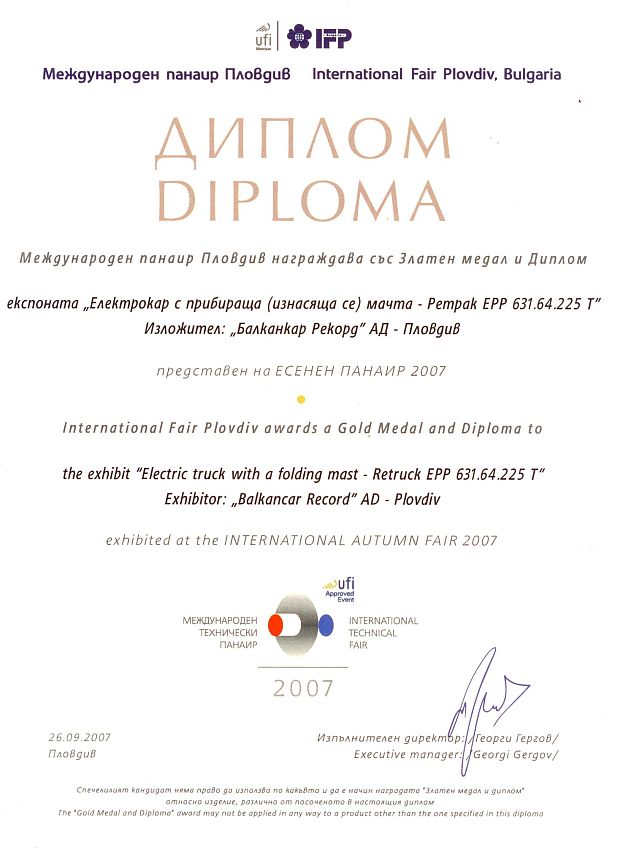 ufi
Member
IFP
Международен панаир Пловдив International Fair Plovdiv, Bulgaria
ДИПЛОМ
DIPLOMA
Международен панаир Пловдив награждава със Златен медал и Диплом
експоната „Електрокар с прибираща (изнасяща се) мачта - Ретрак ЕРР 631.64.225 Т”
Изложител: „Балканкар Рекорд” АД - Пловдив
представен на ЕСЕНЕН ПАНАИР 2007
International Fair Plovdiv awards a Gold Medal and Diploma to
the exhibit “Electric truck with a folding mast - Retruck EPP 631.64.225 T”
Exhibitor: „Balkancar Record” AD - Plovdiv
exhibited at the INTERNATIONAL AUTUMN FAIR 2007
ufi
Approved
Event
МЕЖДУНАРОДЕН
ТЕХНИЧЕСКИ
ПАНАИР
INTERNATIONAL
TECHNICAL
FAIR
2007
26.09.2007
Пловдив
Изпълнителен директор: /Георги Гергов/
Executive manager: /Georgi Gergov/
Спечелилият кандидат няма право да използва по какъвто и да е начин наградата "Златен медал и диплом"
относно изделие, различно от посоченото в настоящия диплом
The "Gold Medal and Diploma" award may not be applied in any way to a product other than the one specified in this diploma